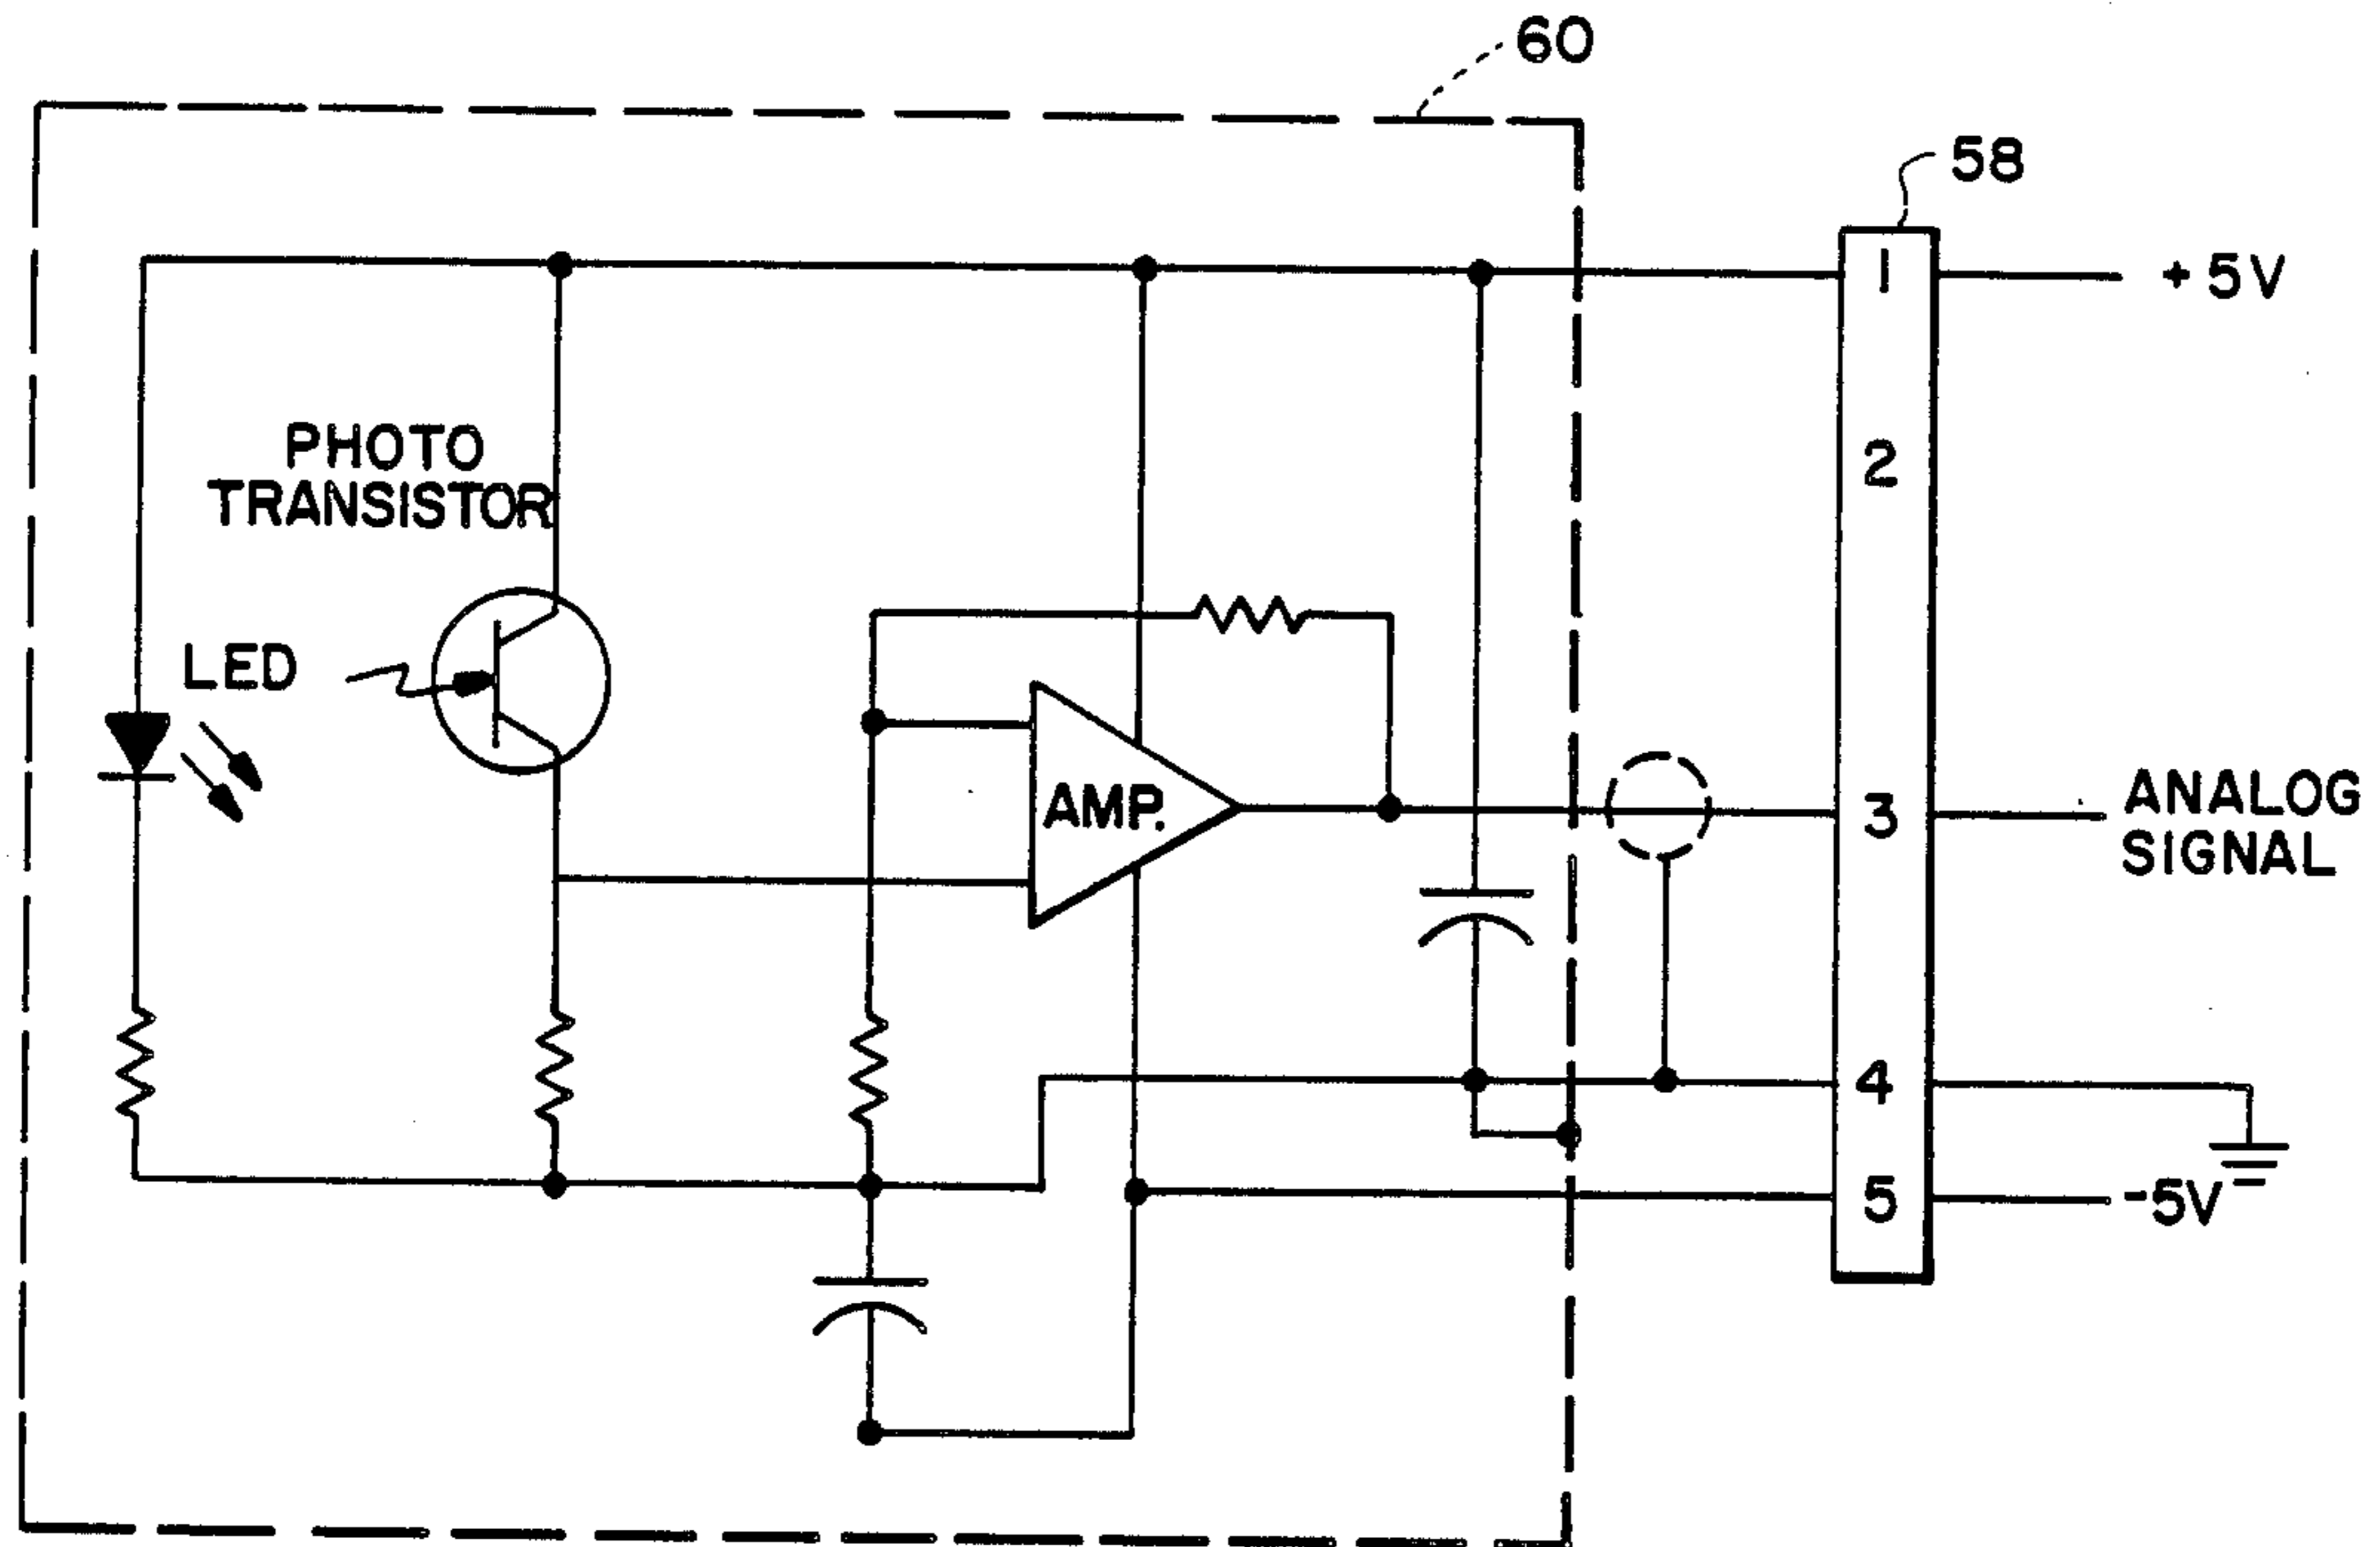 60
58
1
+5V
PHOTO
TRANSISTOR
2
LED
AMP.
3
ANALOG
SIGNAL
4
5
-5V